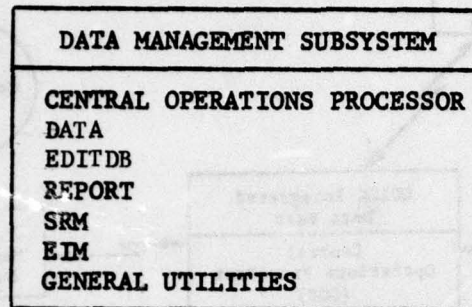 DATA MANAGEMENT SUBSYSTEM
CENTRAL OPERATIONS PROCESSOR
DATA
EDITDB
REPORT
SRM
EIM
GENERAL UTILITIES